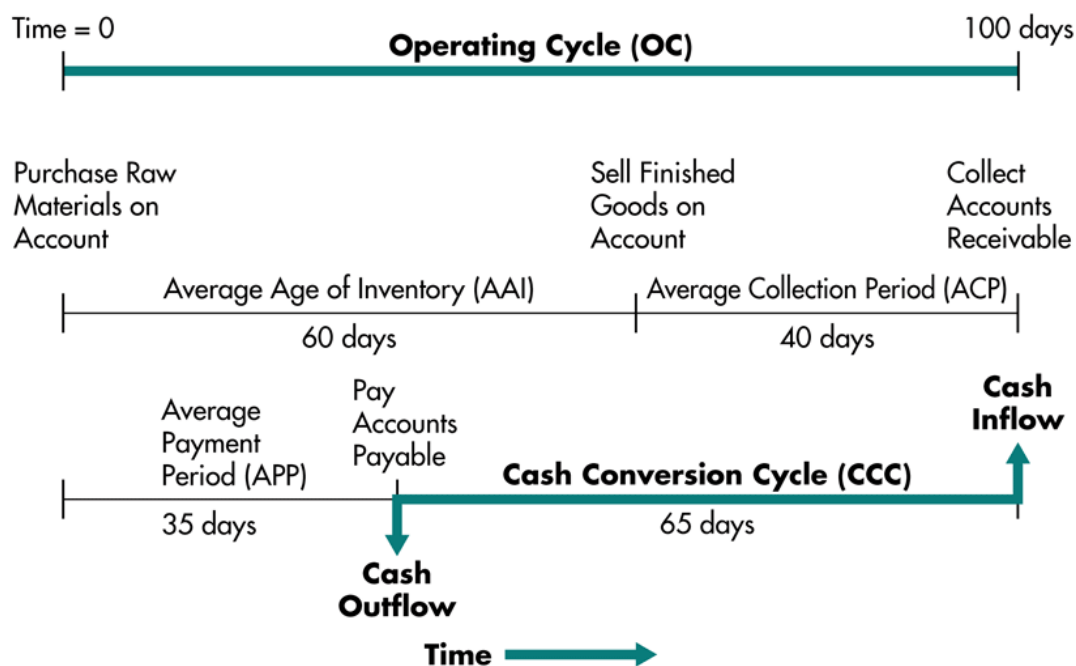 Time = 0
100 days
Operating Cycle (OC)
Purchase Raw
Materials on
Account
Sell Finished
Goods on
Account
Collect
Accounts
Receivable
Average Age of Inventory (AAI)
Average Collection Period (ACP)
60 days
40 days
Average
Payment
Period (APP)
Pay
Accounts
Payable
Cash
Inflow
Cash Conversion Cycle (CCC)
35 days
65 days
Cash
Outflow
Time